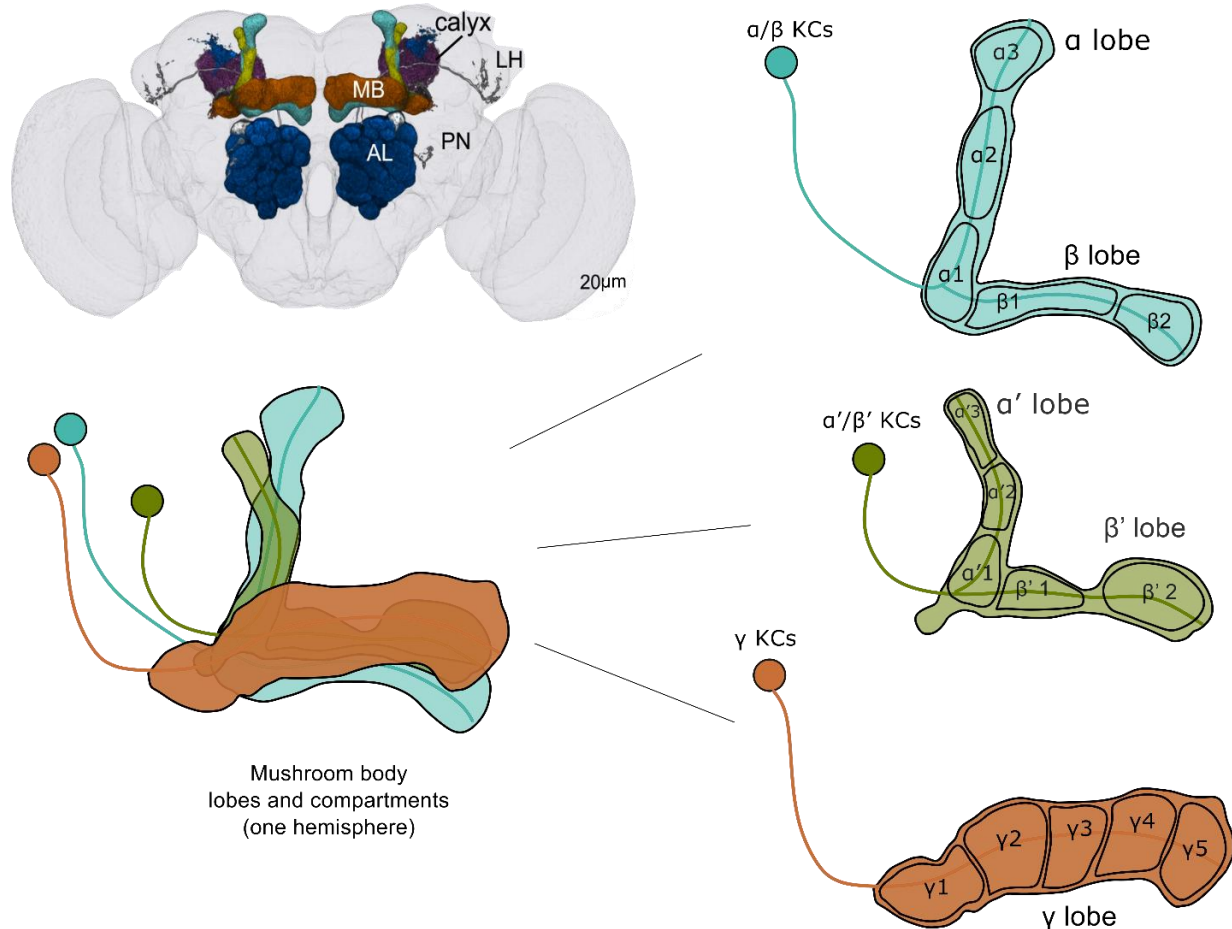 calyx
LH
MB
PN
AL
20µm
α/β KCs
α lobe
α3
α2
α1
β lobe
β1
β2
α'/β' KCs
α' lobe
α'3
α'2
α'1
β' lobe
β' 1
β' 2
γ KCs
γ1
γ2
γ3
γ4
γ5
γ lobe
Mushroom body
lobes and compartments
(one hemisphere)